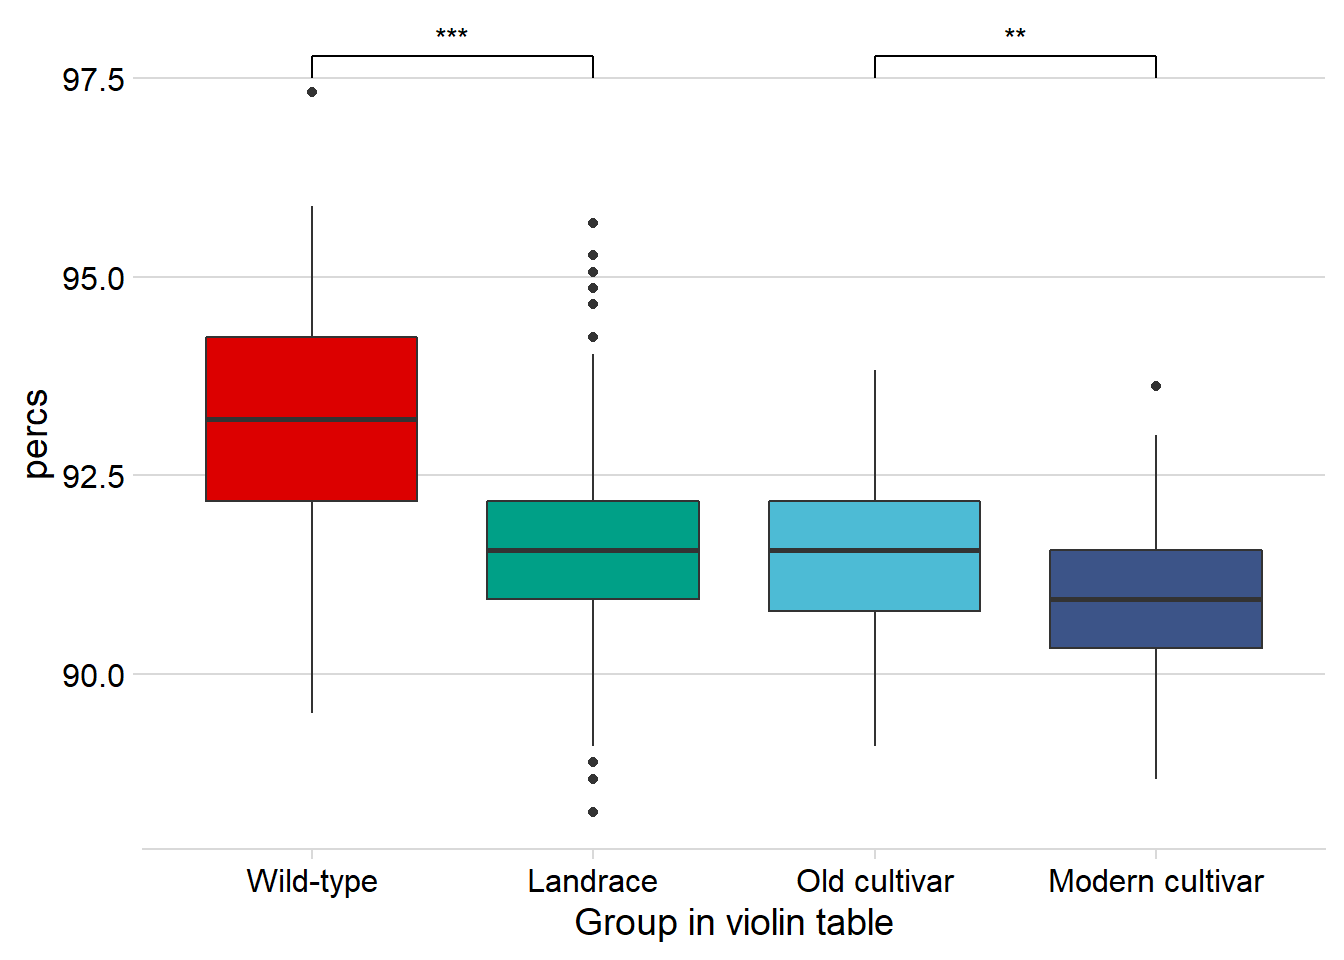 *** **
97.5
95.0
92.5
90.0
percs
Wild-type Landrace Old cultivar Modern cultivar
Group in violin table